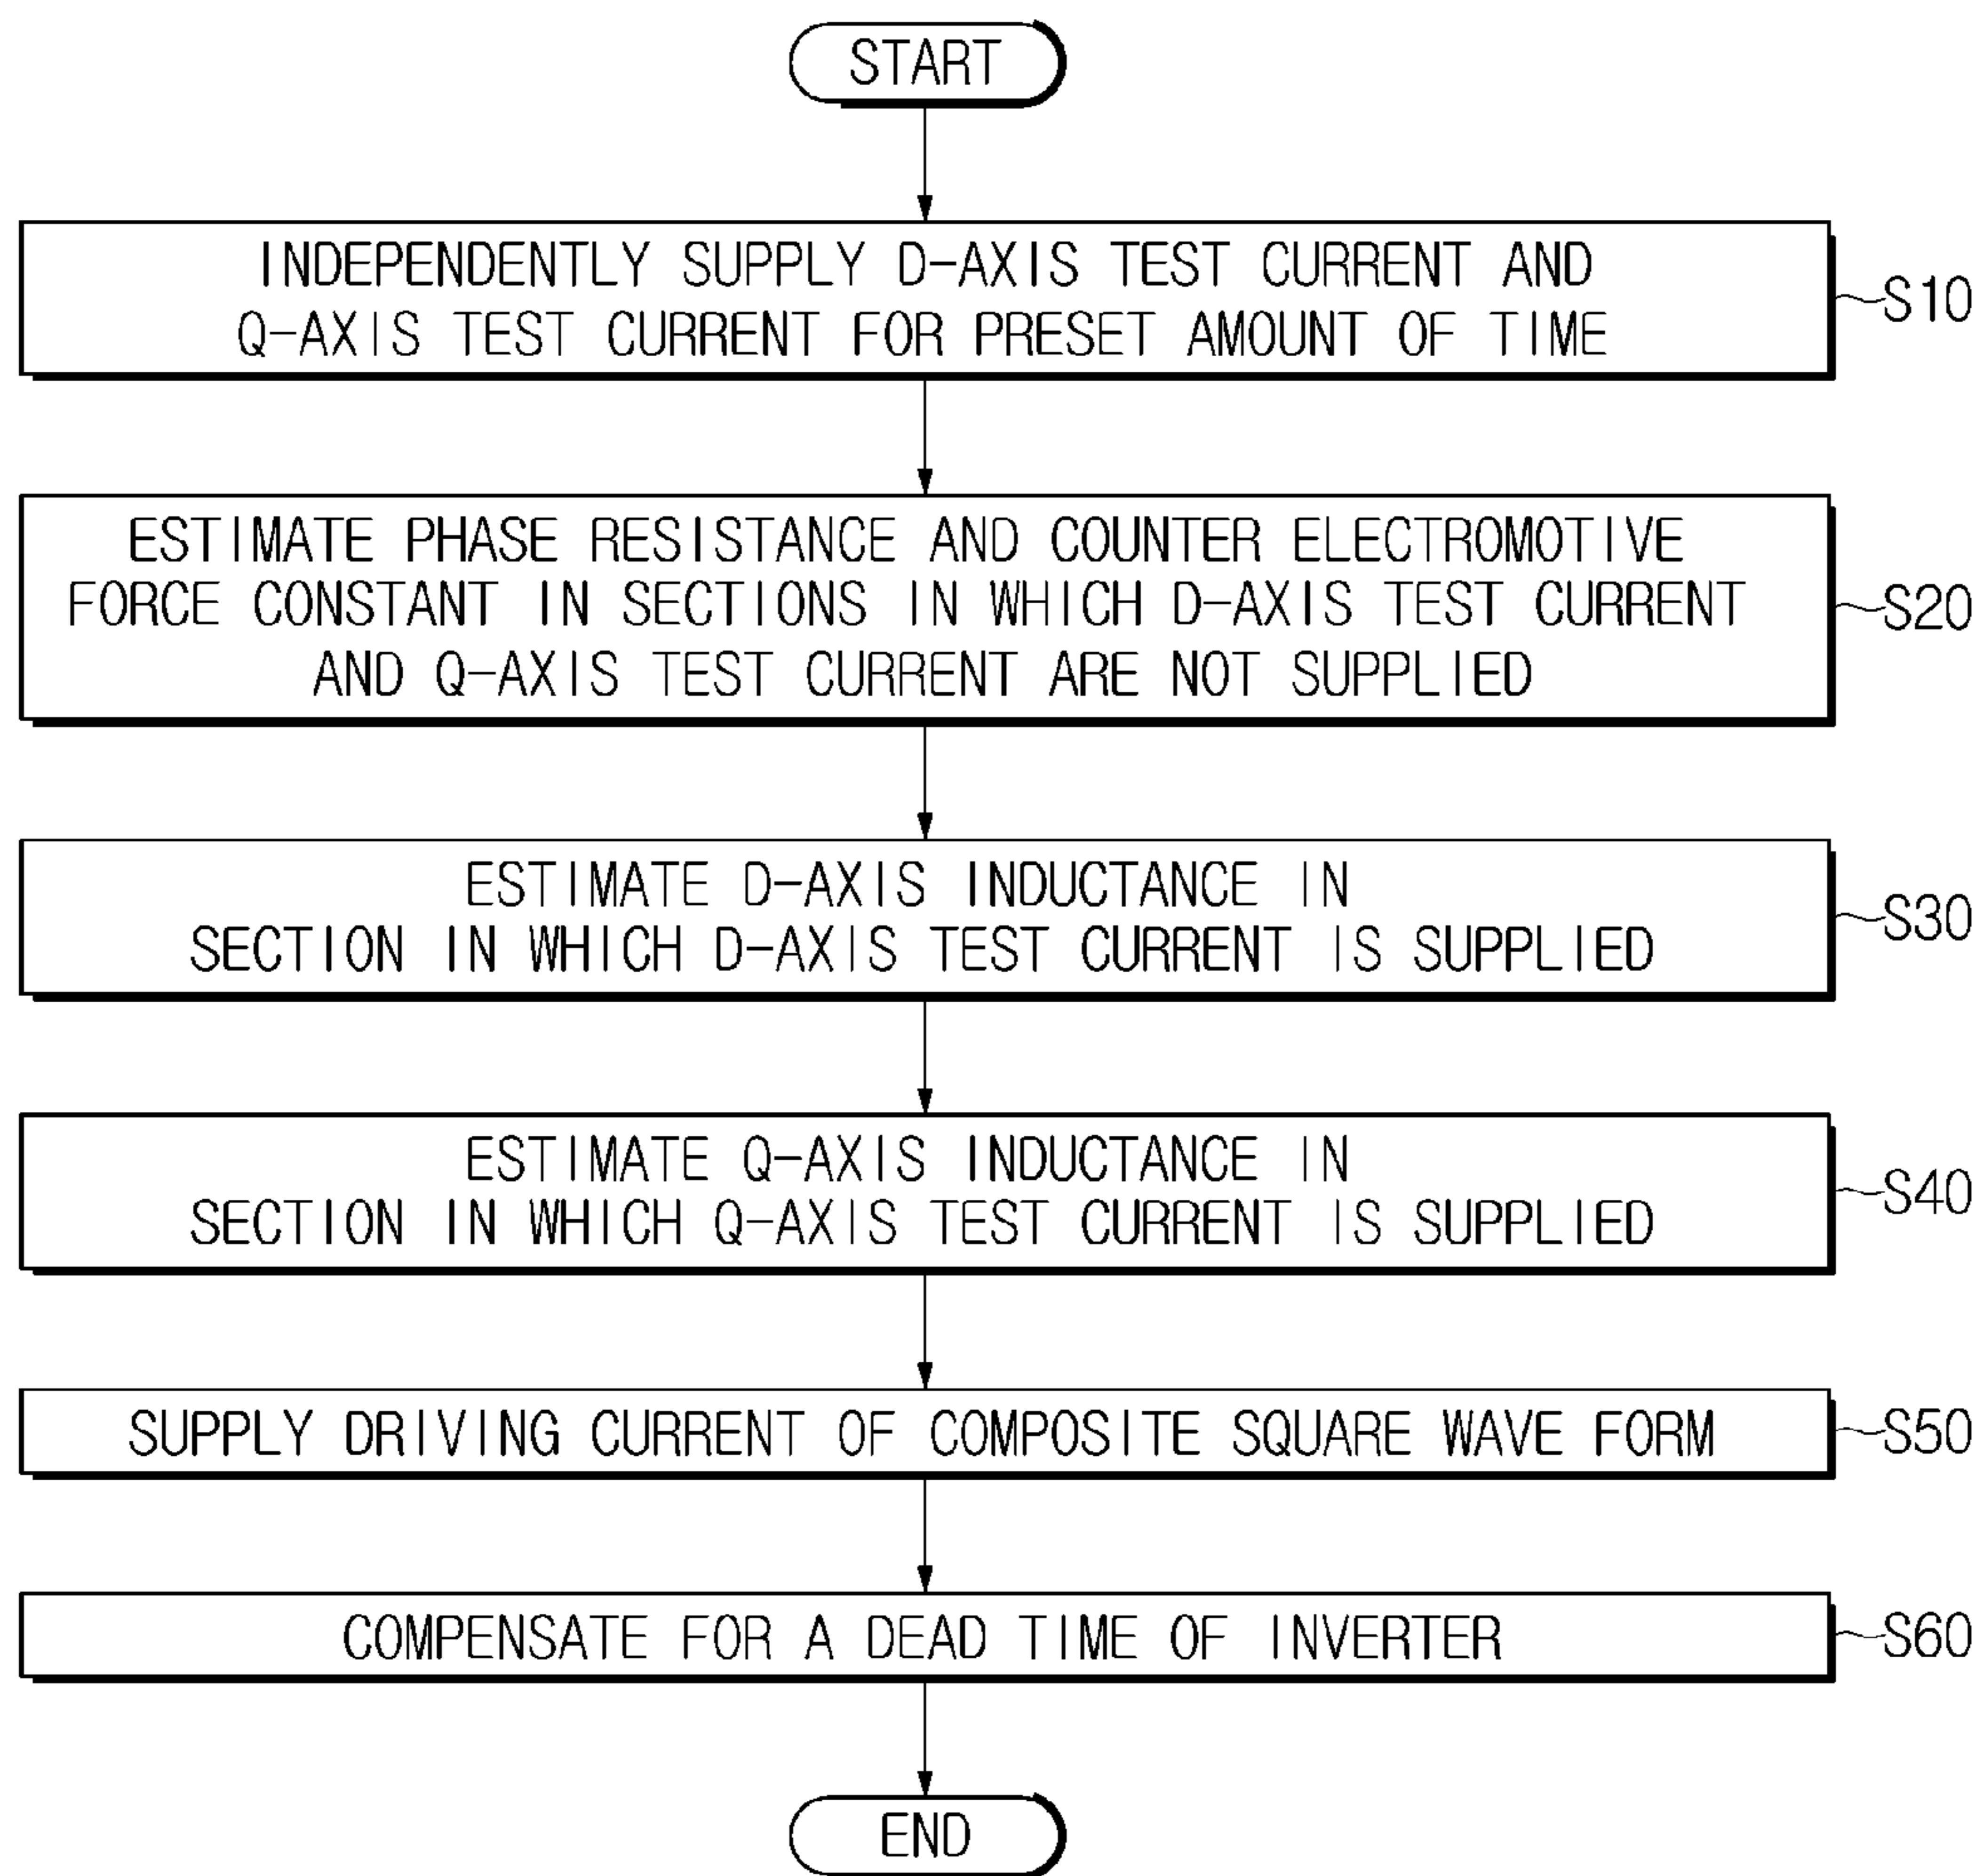 START
INDEPENDENTLY SUPPLY D-AXIS TEST CURRENT AND
Q-AXIS TEST CURRENT FOR PRESET AMOUNT OF TIME
S10
ESTIMATE PHASE RESISTANCE AND COUNTER ELECTROMOTIVE
FORCE CONSTANT IN SECTIONS IN WHICH D-AXIS TEST CURRENT
AND Q-AXIS TEST CURRENT ARE NOT SUPPLIED
S20
ESTIMATE D-AXIS INDUCTANCE IN
SECTION IN WHICH D-AXIS TEST CURRENT IS SUPPLIED
S30
ESTIMATE Q-AXIS INDUCTANCE IN
SECTION IN WHICH Q-AXIS TEST CURRENT IS SUPPLIED
S40
SUPPLY DRIVING CURRENT OF COMPOSITE SQUARE WAVE FORM
S50
COMPENSATE FOR A DEAD TIME OF INVERTER
S60
END